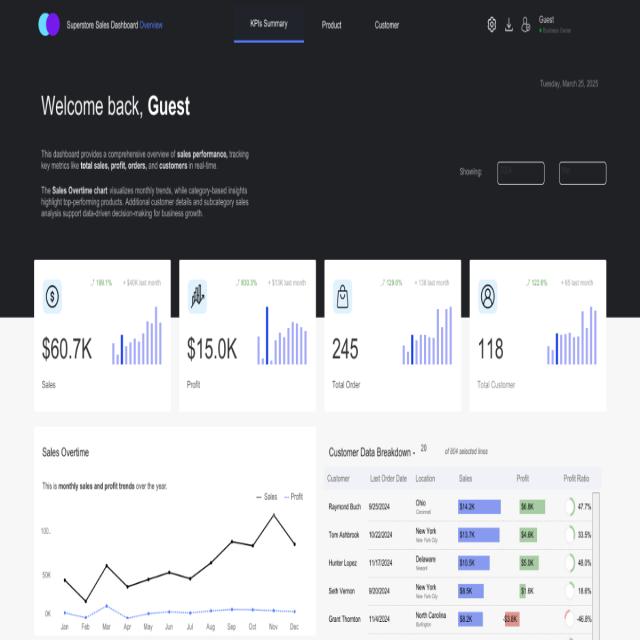 Superstore Sales Dashboard Overview
KPIs Summary
Product
Customer
Guest
Business Owner
Tuesday, March 25, 2025
Welcome back, Guest
This dashboard provides a comprehensive overview of sales performance, tracking
key metrics like total sales, profit, orders, and customers in real-time.
The Sales Overtime chart visualizes monthly trends, while category-based insights
highlight top-performing products. Additional customer details and subcategory sales
analysis support data-driven decision-making for business growth.
Showing:
+ $40K last month
$60.7K
Sales
+ $13K last month
$15.0K
Profit
129.0%
245
Total Order
122.6%
+ 65 last month
118
Total Customer
Sales Overtime
This is monthly sales and profit trends over the year.
Sales
Profit
100..
50K
0K
Jan Feb Mar Apr May Jun Jul Aug Sep Oct Nov Dec
Customer Data Breakdown - 20 of 804 selected lines
Customer Last Order Date Location Sales Profit Profit Ratio
Raymond Buch 9/25/2024 Ohio Cincinnati $14.2K $6.8K 47.7%
Tom Ashbrook 10/22/2024 New York New York City $13.7K $4.6K 33.5%
Hunter Lopez 11/17/2024 Delaware Newark $10.5K $5.0K 48.0%
Seth Vernon 9/20/2024 New York New York City $8.5K $1.6K 18.6%
Grant Thornton 11/4/2024 North Carolina Burlington $8.2K -$3.8K -46.8%